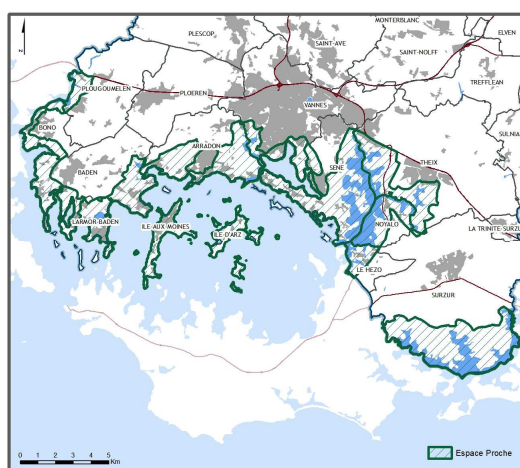 MONTERBLANC
PLESCOP
ELVEN
SAINT-AVE
SAINT-NOLFF
z
TREFFLEAN
PLOUGOUMELEN
PLOEREN
VANNES
BONO
SULNIA
ARRADON
SENE
THEIX
BADEN
LARMOR-BADEN
ILE-AUX-MOINES
ILE-D'ARZ
NOYALO
LA TRINITE-SURZU
LE HEZO
SURZUR
0 1 2 3 4 5
Km
Espace Proche